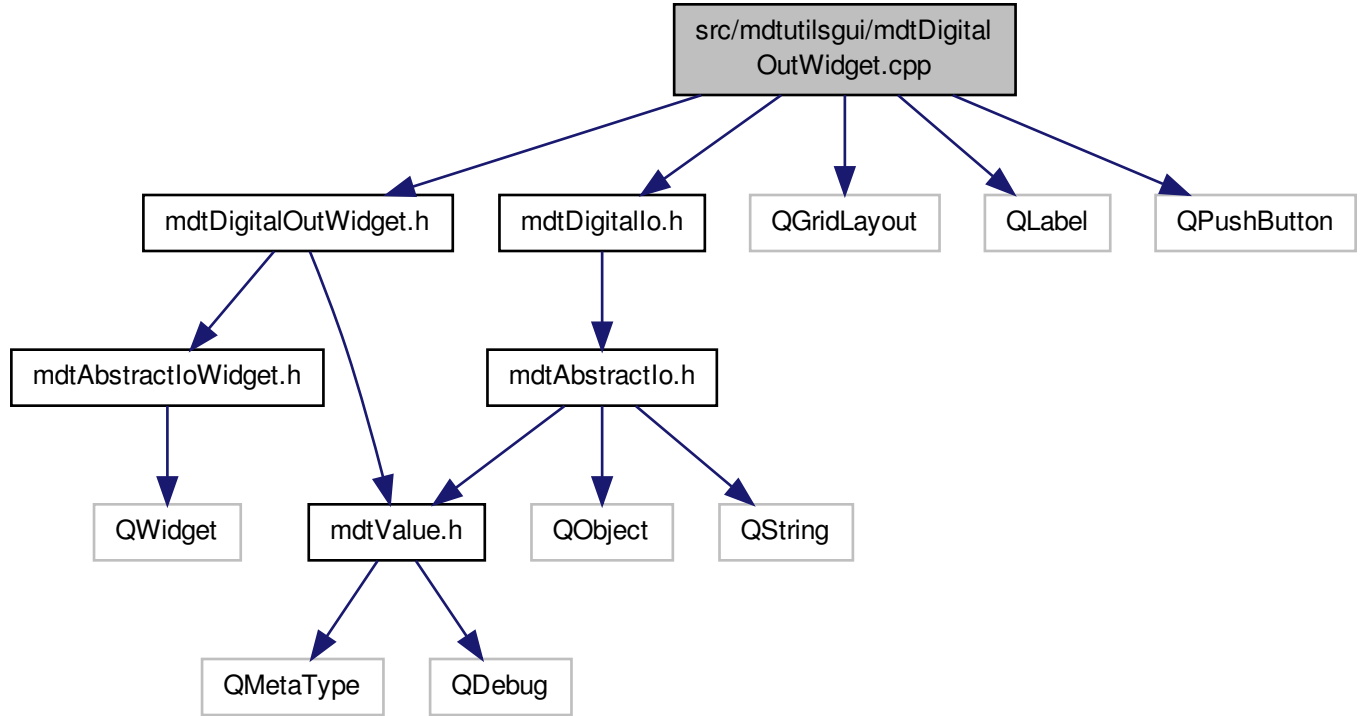 src/mdtutilsgui/mdtDigital
OutWidget.cpp
mdtDigitalOutWidget.h
mdtDigitalIo.h
QGridLayout
QLabel
QPushButton
mdtAbstractIoWidget.h
mdtAbstractIo.h
QWidget
mdtValue.h
QObject
QString
QMetaType
QDebug